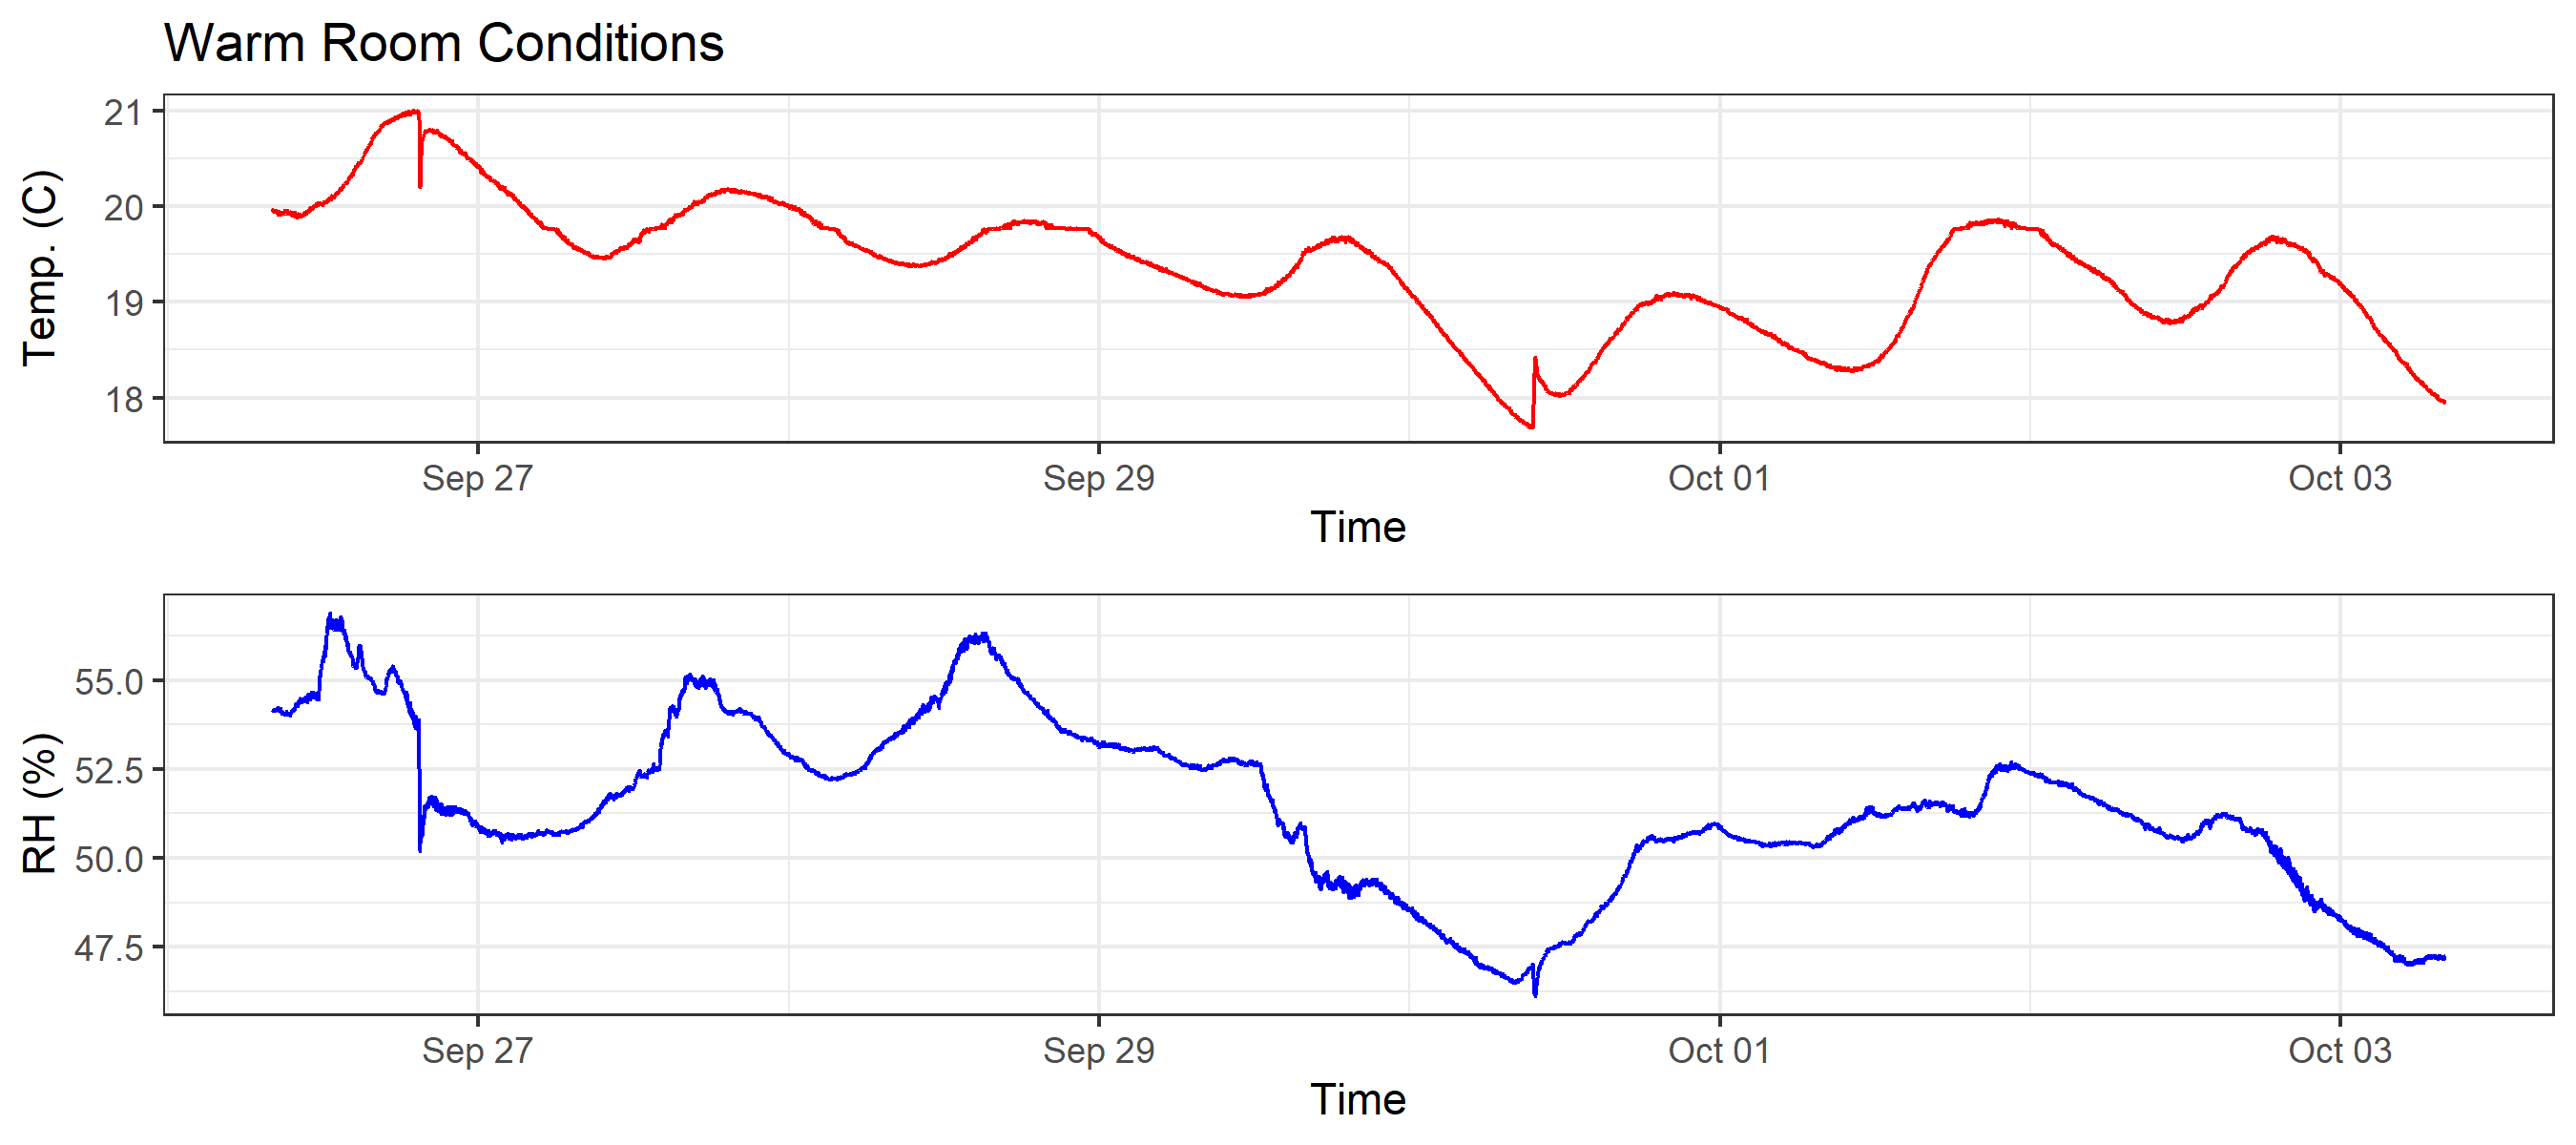 Warm Room Conditions
Temp. (C)
21
20
19
18
Sep 27 Sep 29 Oct 01 Oct 03
Time
RH (%)
55.0
52.5
50.0
47.5
Sep 27 Sep 29 Oct 01 Oct 03
Time